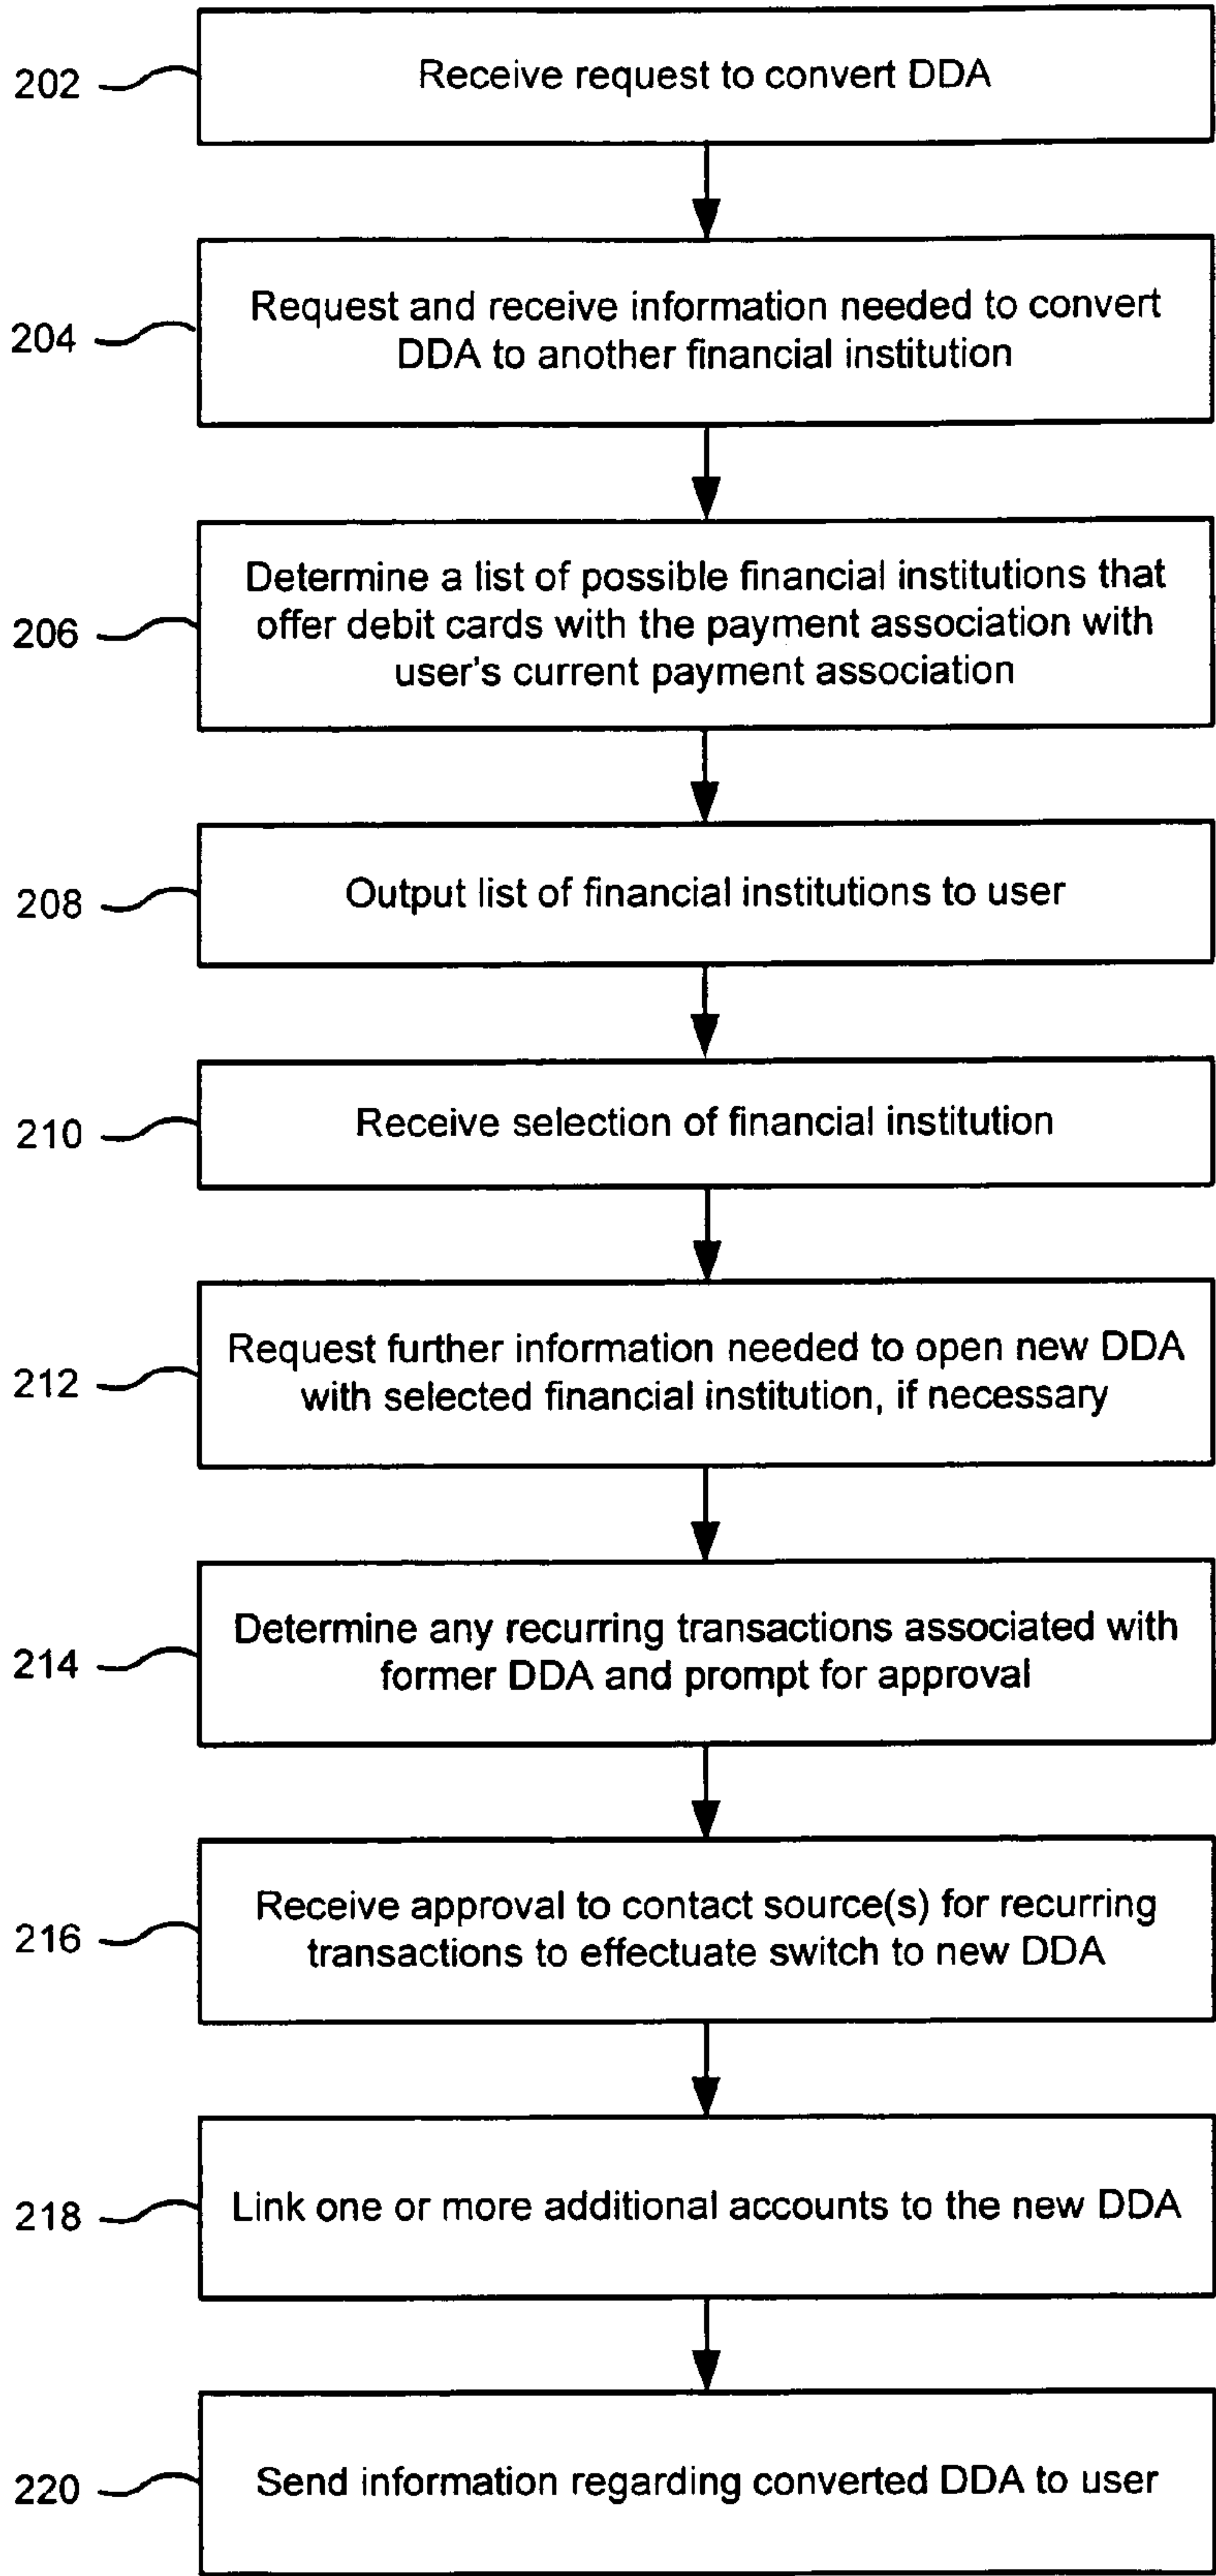 202
Receive request to convert DDA
204
Request and receive information needed to convert
DDA to another financial institution
206
Determine a list of possible financial institutions that
offer debit cards with the payment association with
user's current payment association
208
Output list of financial institutions to user
210
Receive selection of financial institution
212
Request further information needed to open new DDA
with selected financial institution, if necessary
214
Determine any recurring transactions associated with
former DDA and prompt for approval
216
Receive approval to contact source(s) for recurring
transactions to effectuate switch to new DDA
218
Link one or more additional accounts to the new DDA
220
Send information regarding converted DDA to user